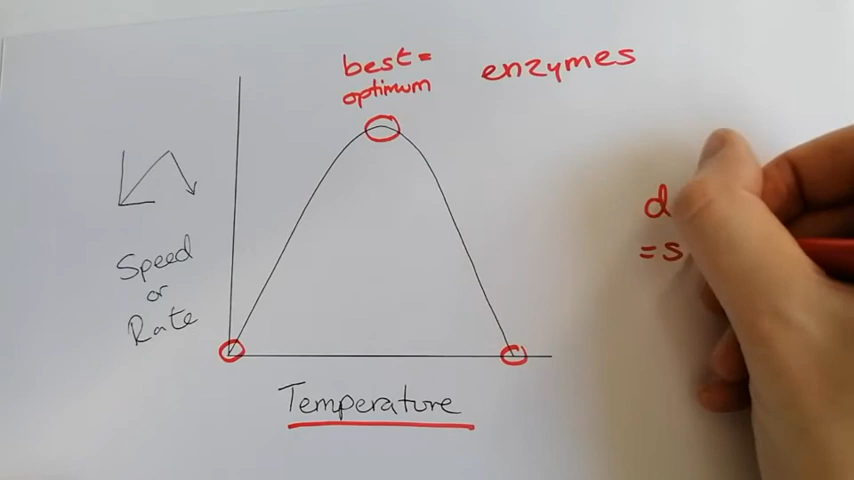 best =
optimum
enzymes
Speed
or
Rate
Temperature
d
= s